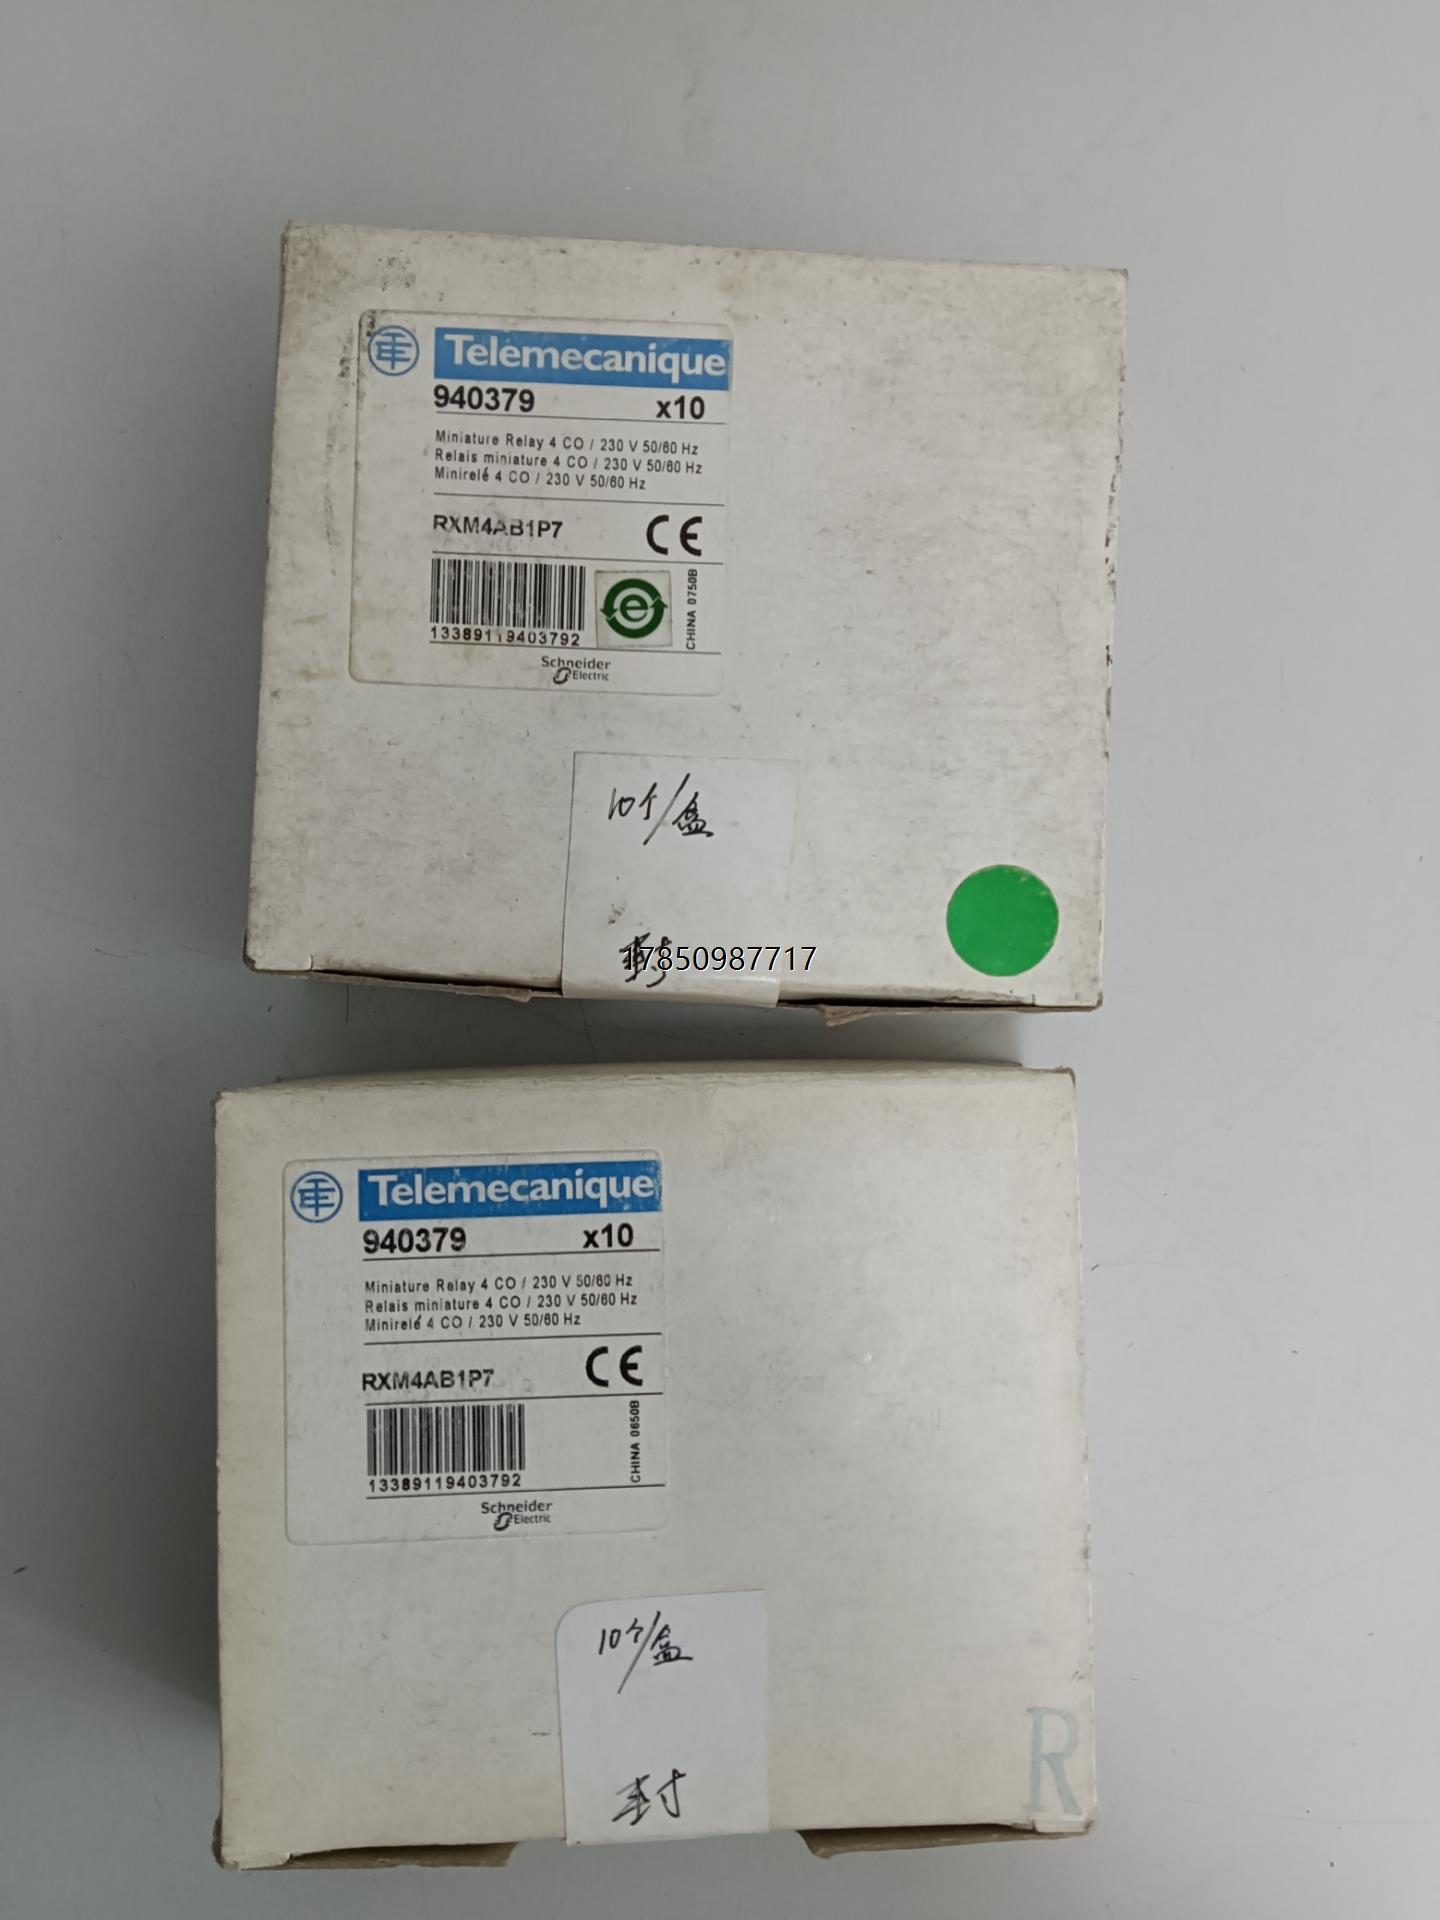 Telemecanique
940379 x10
Miniature Relay 4 CO / 230 V 50/60 Hz
Relais miniature 4 CO / 230 V 50/60 Hz
Minirelé 4 CO / 230 V 50/60 Hz
RXM4AB1P7 CE
13389119403792
e
CHINA 0750B
Schneider
Electric
10个/盒
封
17850987717
Telemecanique
940379 x10
Miniature Relay 4 CO / 230 V 50/60 Hz
Relais miniature 4 CO / 230 V 50/60 Hz
Minirelé 4 CO / 230 V 50/60 Hz
RXM4AB1P7 CE
13389119403792
CHINA 0650B
Schneider
Electric
10个/盒
封
R